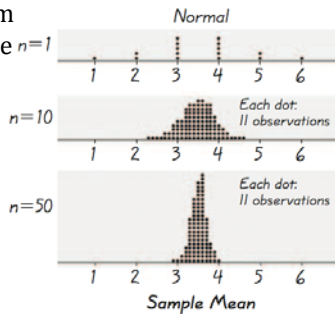 m
e
Normal
n=1
1 2 3 4 5 6
n=10
Each dot:
11 observations
1 2 3 4 5 6
n=50
Each dot:
11 observations
1 2 3 4 5 6
Sample Mean